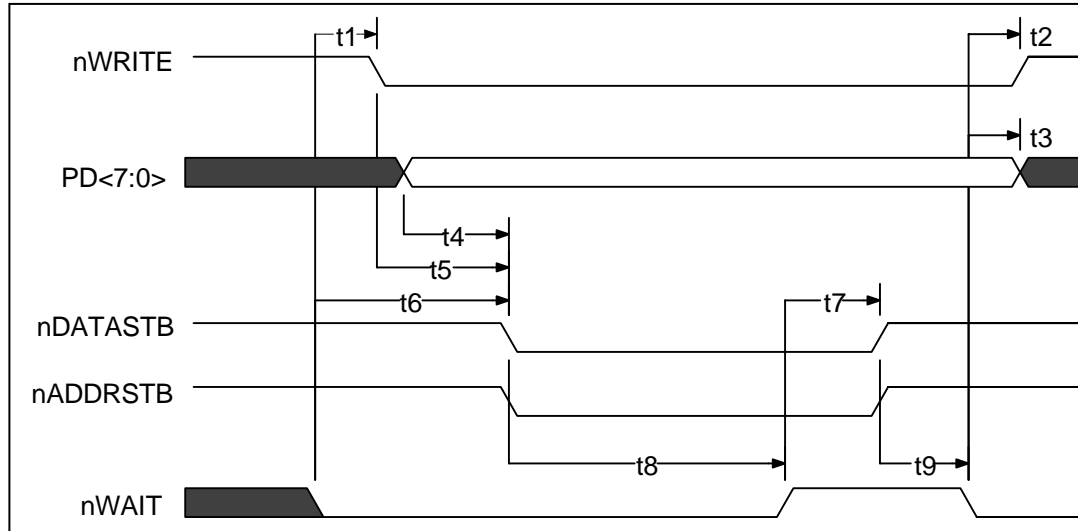 t1
t2
nWRITE
t3
PD<7:0>
t4
t5
t6
t7
nDATASTB
nADDRSTB
t8
t9
nWAIT